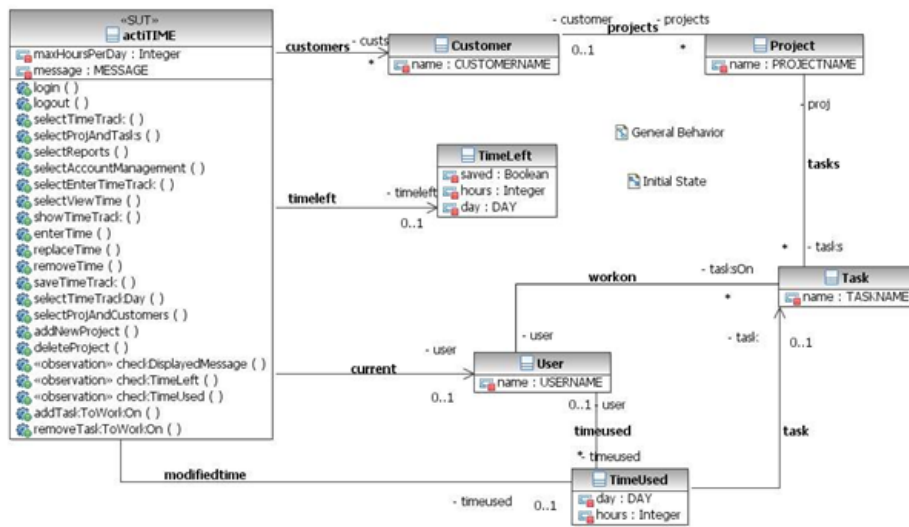 «SUT»
actiTIME
maxHoursPerDay : Integer
message : MESSAGE
login ( )
logout ( )
selectTimeTrack ( )
selectProjAndTasks ( )
selectReports ( )
selectAccountManagement ( )
selectEnterTimeTrack ( )
selectViewTime ( )
showTimeTrack ( )
enterTime ( )
replaceTime ( )
removeTime ( )
saveTimeTrack ( )
selectTimeTrackDay ( )
selectProjAndCustomers ( )
addNewProject ( )
deleteProject ( )
«observation» checkDisplayedMessage ( )
«observation» checkTimeLeft ( )
«observation» checkTimeUsed ( )
addTaskToWorkOn ( )
removeTaskToWorkOn ( )
customers
- custs
*
Customer
name : CUSTOMERNAME
- customer
0..1
projects
- projects
*
Project
name : PROJECTNAME
- proj
tasks
* - tasks
General Behavior
Initial State
timeleft
- timeleft
0..1
TimeLeft
saved : Boolean
hours : Integer
day : DAY
workon
- tasksOn
*
- user
Task
name : TASKNAME
current
- user
0..1
User
name : USERNAME
0..1 - user
timeused
*- timeused
- task
0..1
task
modifiedtime
- timeused
0..1
TimeUsed
day : DAY
hours : Integer